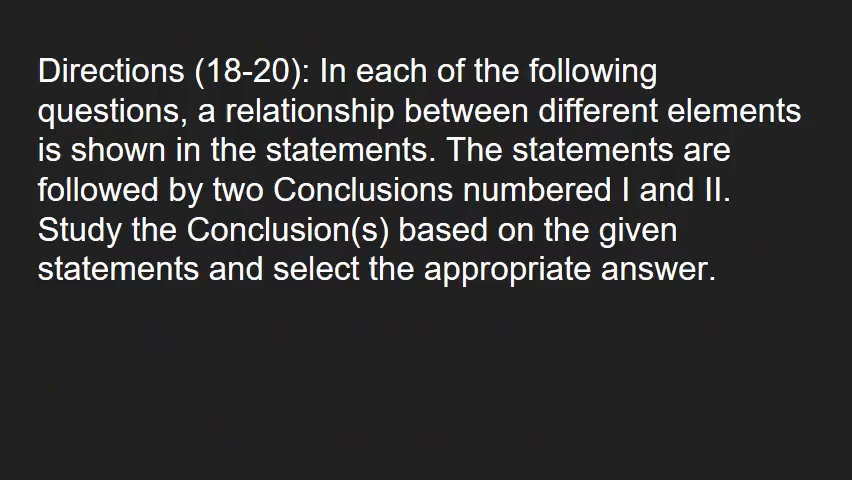 Directions (18-20): In each of the following
questions, a relationship between different elements
is shown in the statements. The statements are
followed by two Conclusions numbered I and II.
Study the Conclusion(s) based on the given
statements and select the appropriate answer.